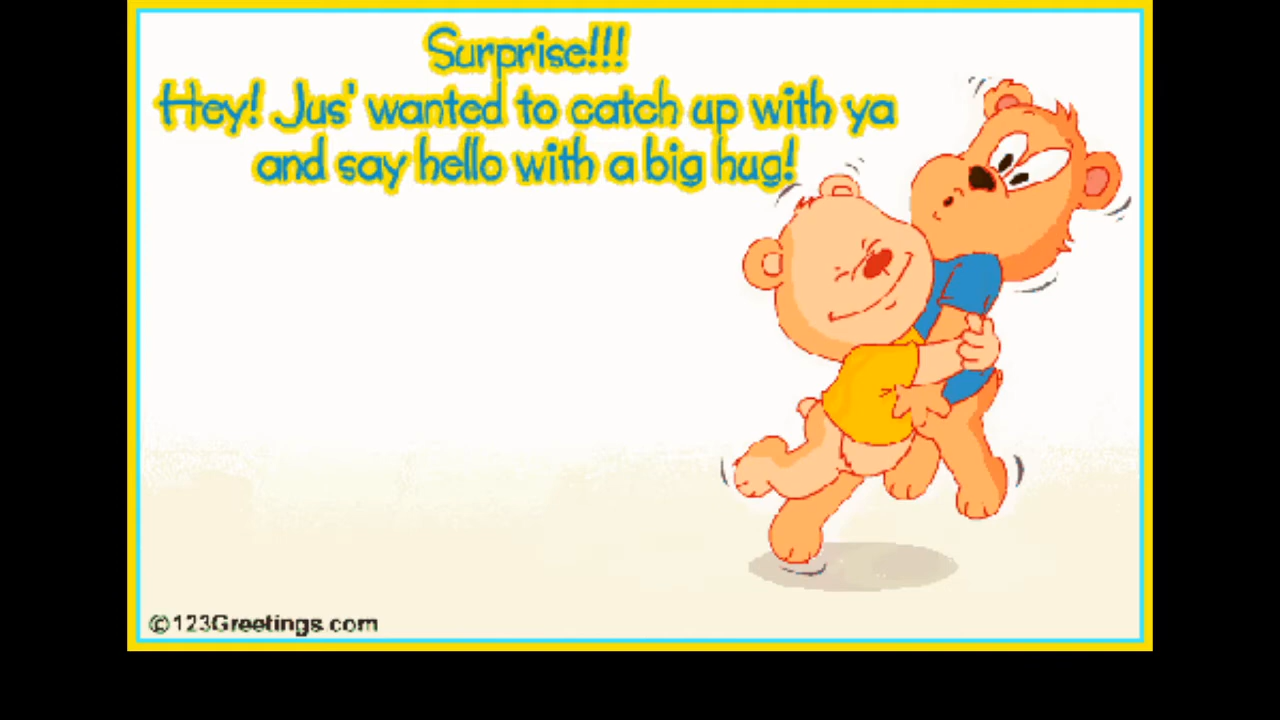 Surprise!!!
Hey! Jus' wanted to catch up with ya
and say hello with a big hug!
©123Greetings.com